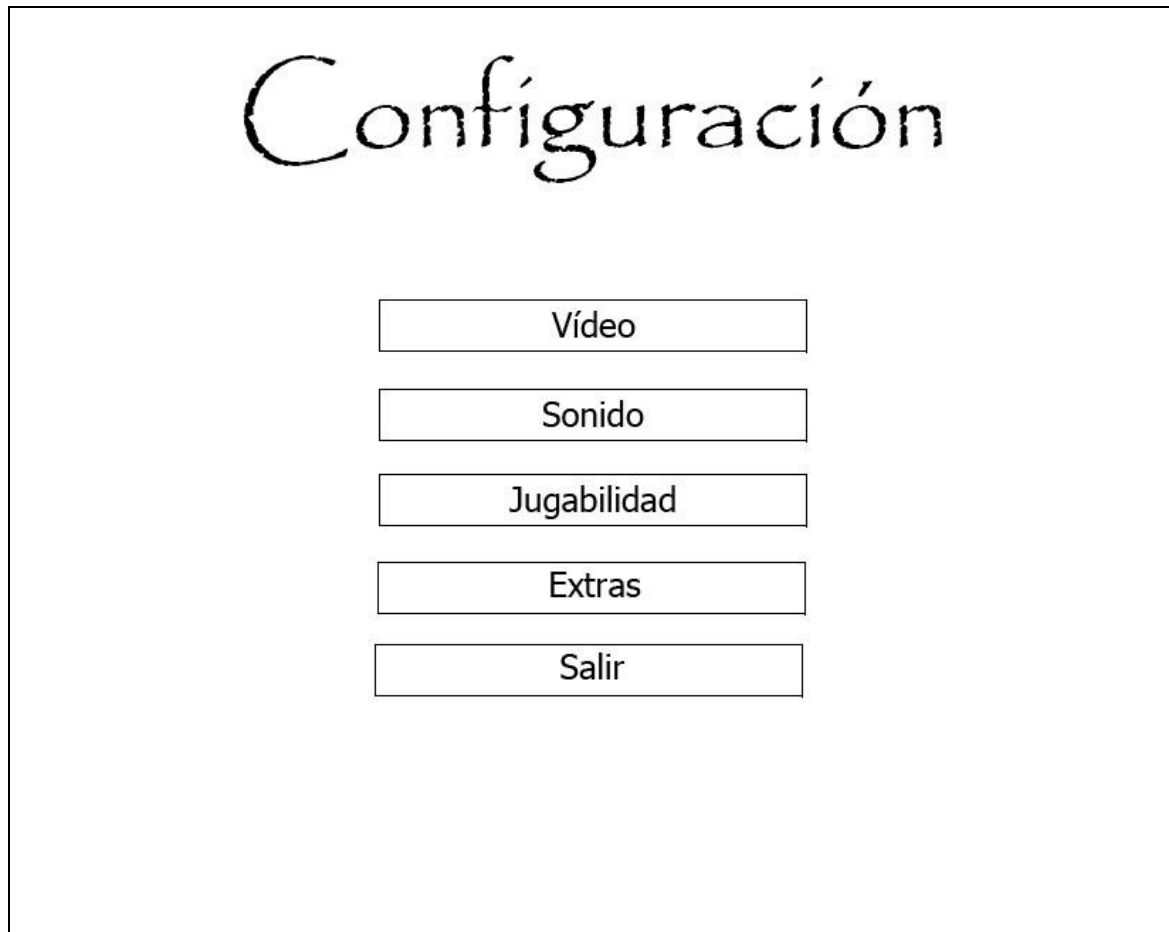 Configuración
Vídeo
Sonido
Jugabilidad
Extras
Salir